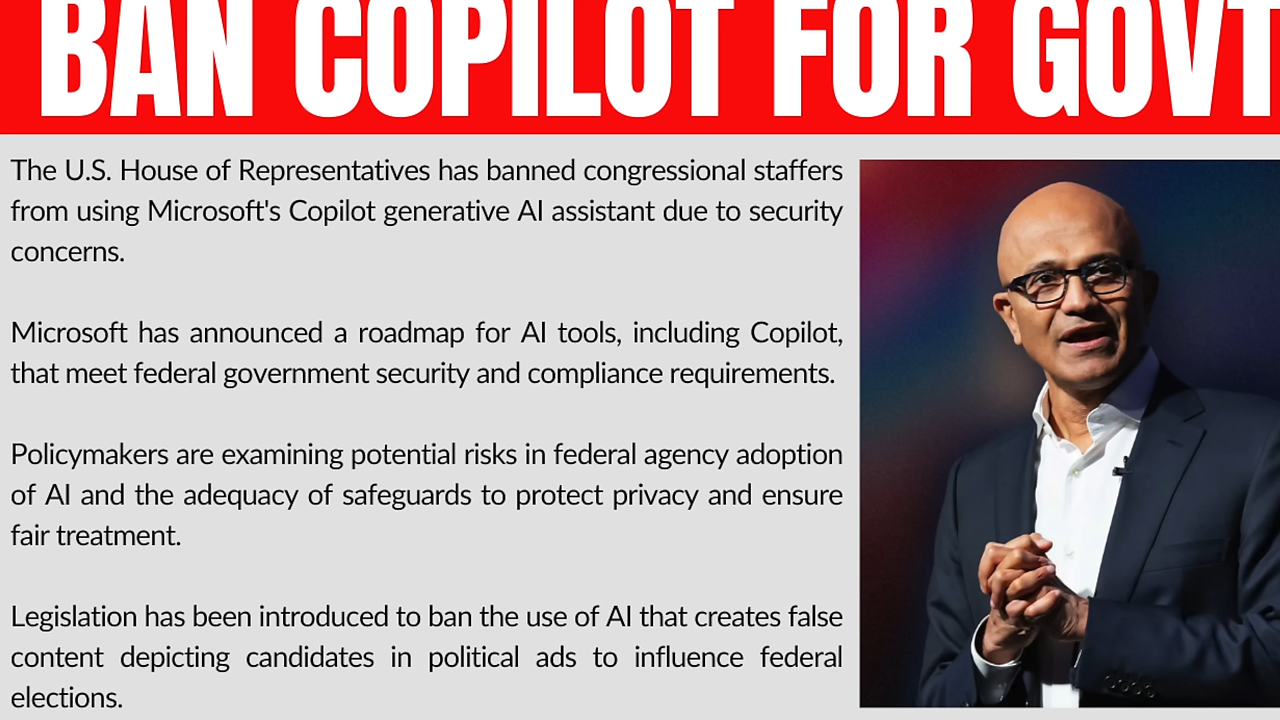 BAN COPILOT FOR GOVT
The U.S. House of Representatives has banned congressional staffers
from using Microsoft's Copilot generative AI assistant due to security
concerns.
Microsoft has announced a roadmap for AI tools, including Copilot,
that meet federal government security and compliance requirements.
Policymakers are examining potential risks in federal agency adoption
of AI and the adequacy of safeguards to protect privacy and ensure
fair treatment.
Legislation has been introduced to ban the use of AI that creates false
content depicting candidates in political ads to influence federal
elections.